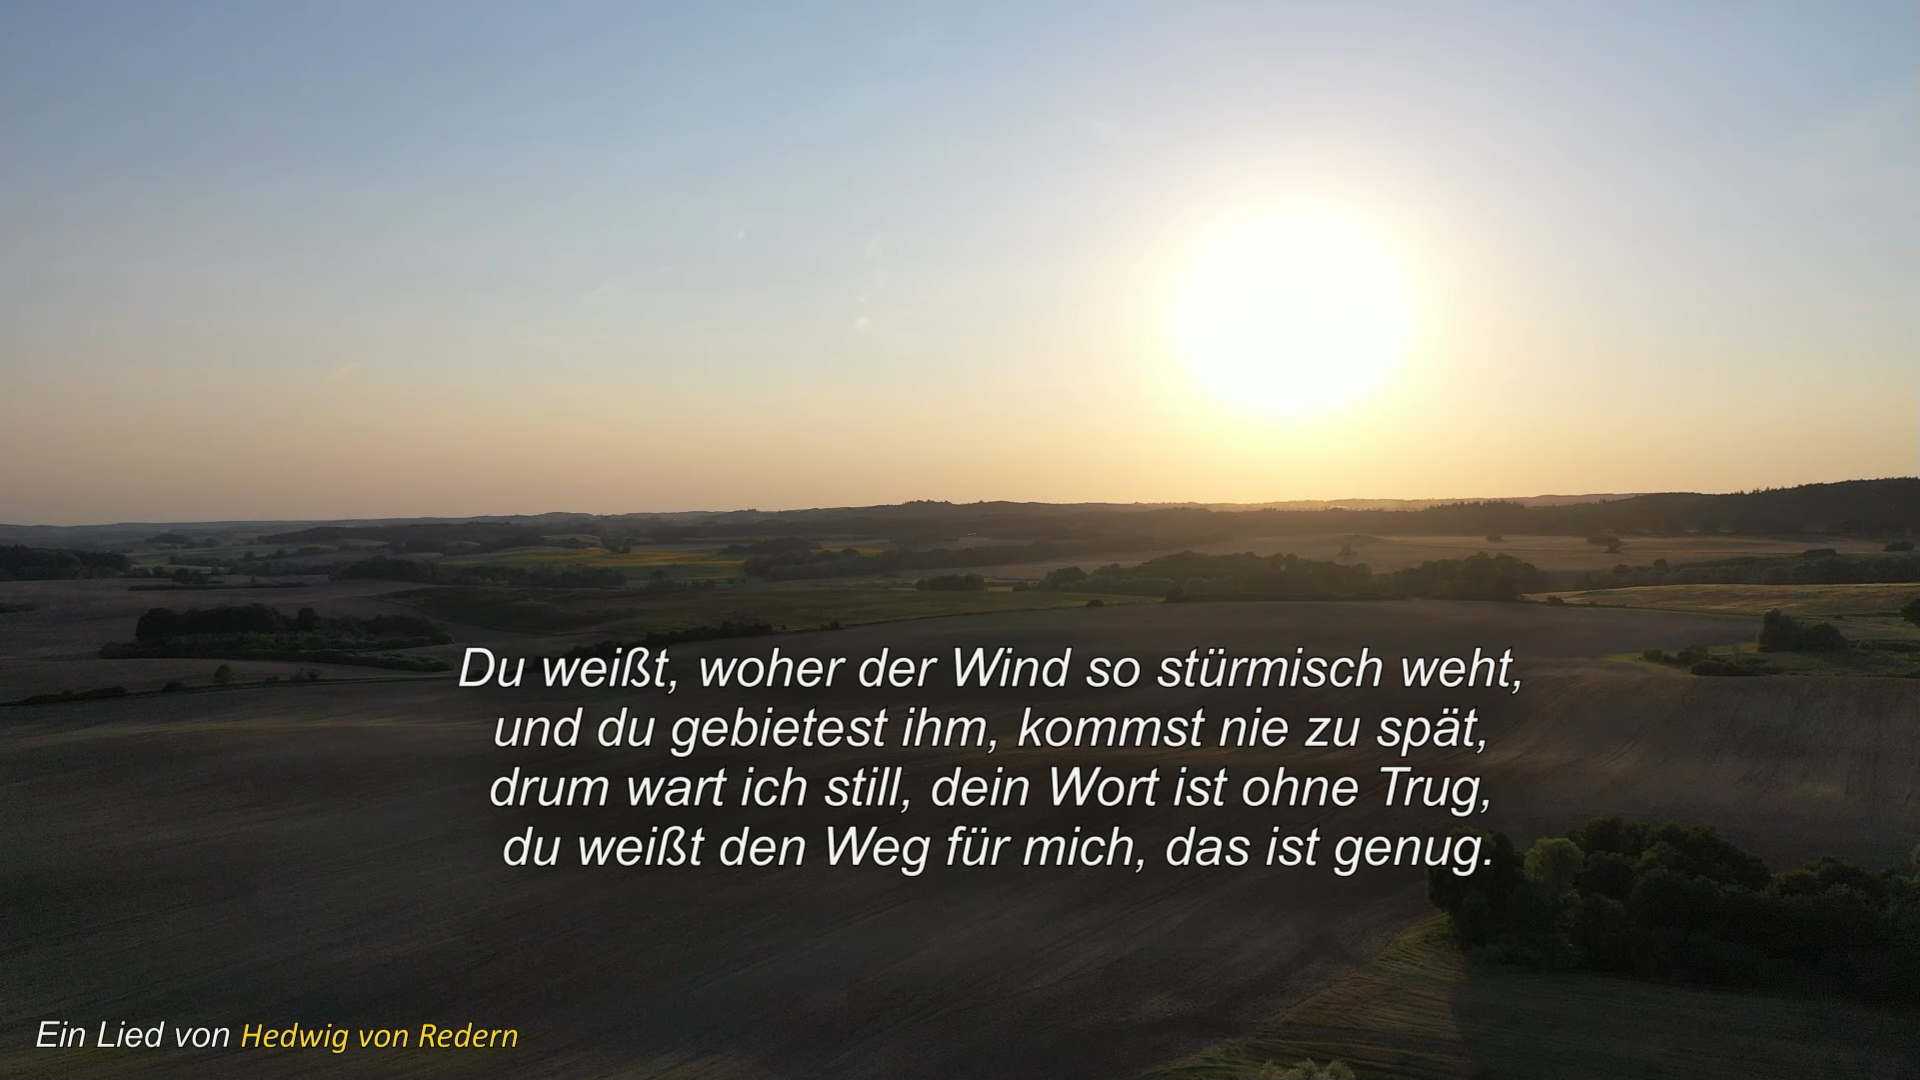 Du weißt, woher der Wind so stürmisch weht,
und du gebietest ihm, kommst nie zu spät,
drum wart ich still, dein Wort ist ohne Trug,
du weißt den Weg für mich, das ist genug.
Ein Lied von Hedwig von Redern